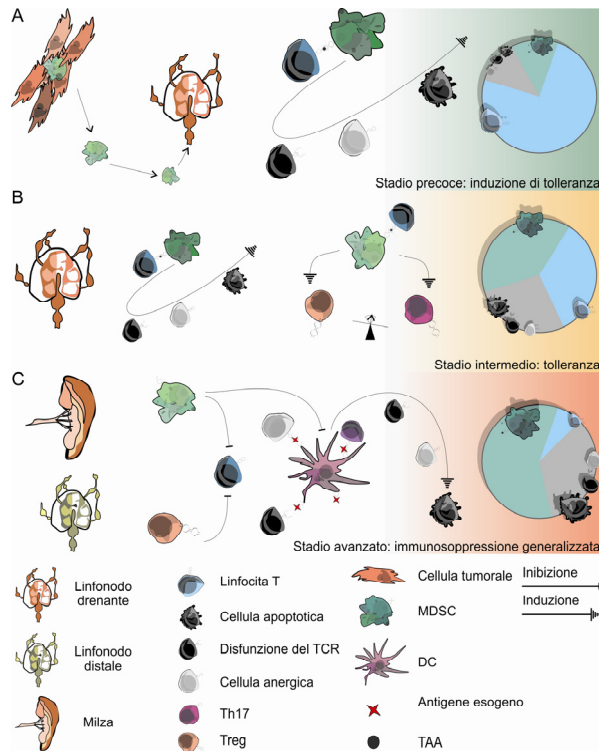 A
Stadio precoce: induzione di tolleranza
B
Stadio intermedio: tolleranza
C
Stadio avanzato: immunosoppressione generalizzata
Linfonodo
drenante
Linfonodo
distale
Milza
Linfocita T
Cellula apoptotica
Disfunzione del TCR
Cellula anergica
Th17
Treg
Cellula tumorale
MDSC
DC
Antigene esogeno
TAA
Inibizione
Induzione